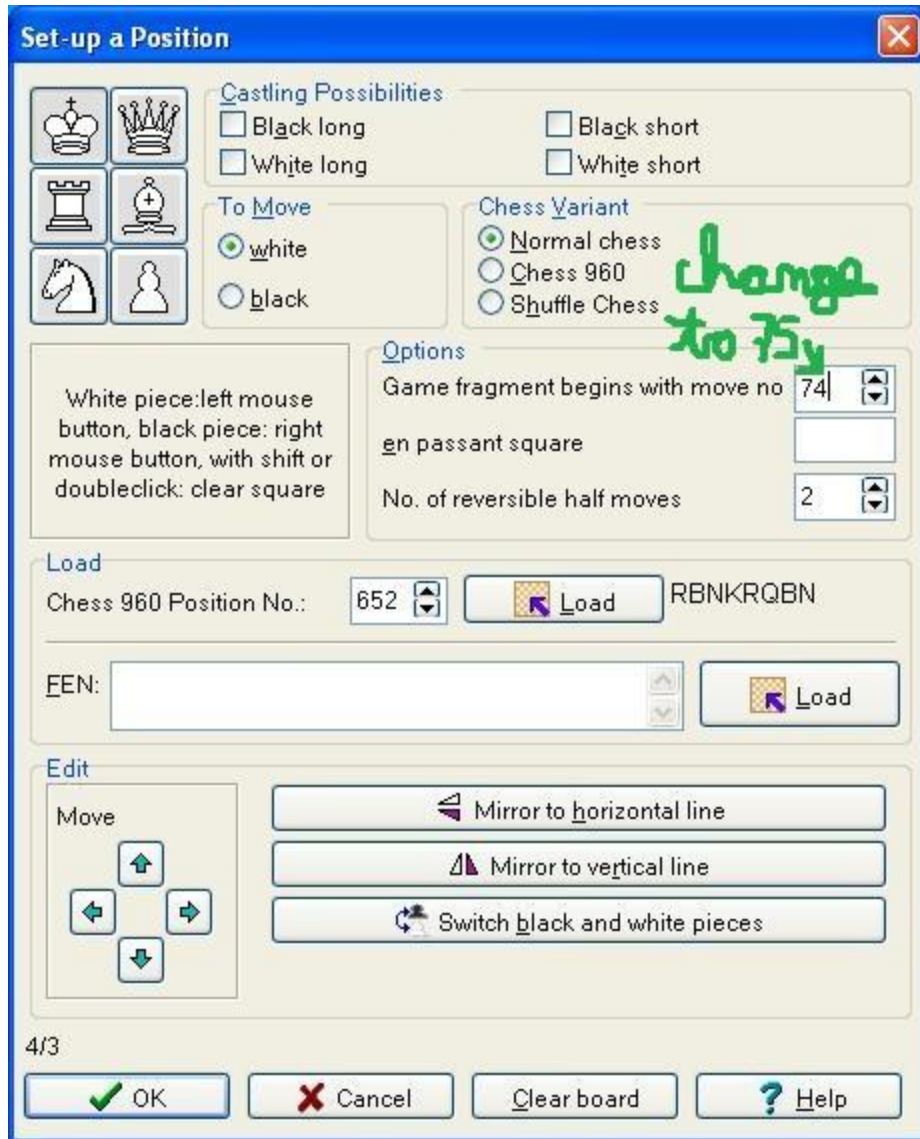 Set-up a Position
Castling Possibilities
Black long
Black short
White long
White short
To Move
white
black
Chess Variant
Normal chess
Chess 960
Shuffle Chess
change
to 75
Options
Game fragment begins with move no 74
en passant square
No. of reversible half moves 2
White piece:left mouse
button, black piece: right
mouse button, with shift or
doubleclick: clear square
Load
Chess 960 Position No.: 652 Load RBNKRQBN
FEN:
Load
Edit
Move
Mirror to horizontal line
Mirror to vertical line
Switch black and white pieces
4/3
OK Cancel Clear board ? Help